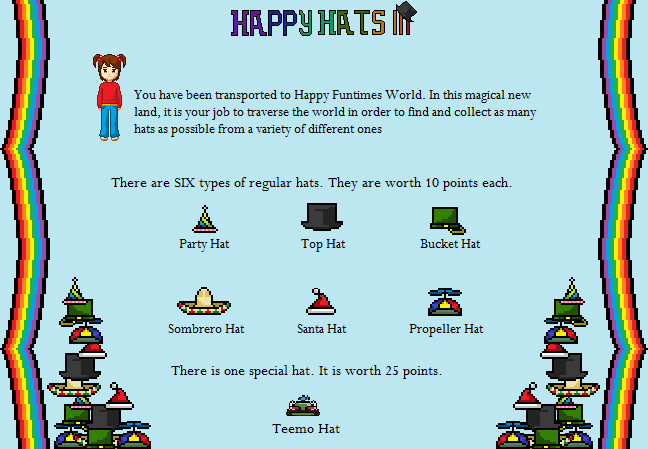 HAPPY HATS IN
You have been transported to Happy Funtimes World. In this magical new
land, it is your job to traverse the world in order to find and collect as many
hats as possible from a variety of different ones
There are SIX types of regular hats. They are worth 10 points each.
Party Hat Top Hat Bucket Hat
Sombrero Hat Santa Hat Propeller Hat
There is one special hat. It is worth 25 points.
Teemo Hat